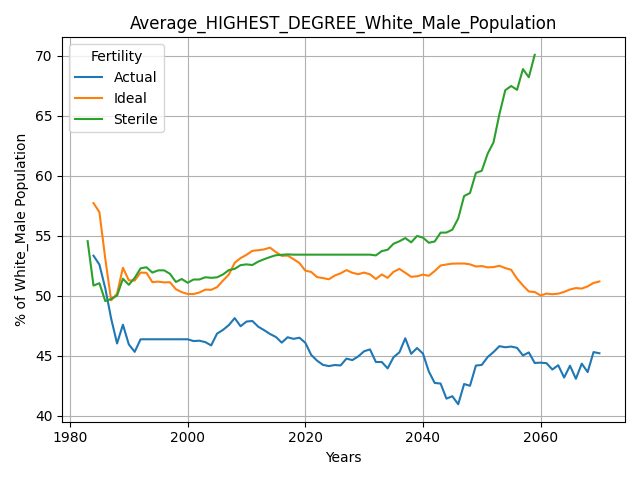 Average_HIGHEST_DEGREE_White_Male_Population
Fertility
Actual
Ideal
Sterile
% of White_Male Population
70
65
60
55
50
45
40
1980
2000
2020
2040
2060
Years